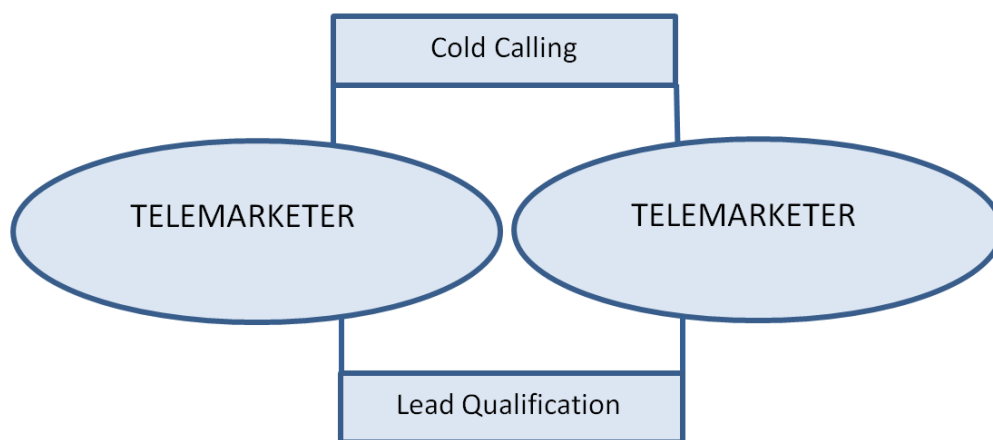 Cold Calling
TELEMARKETER
TELEMARKETER
Lead Qualification